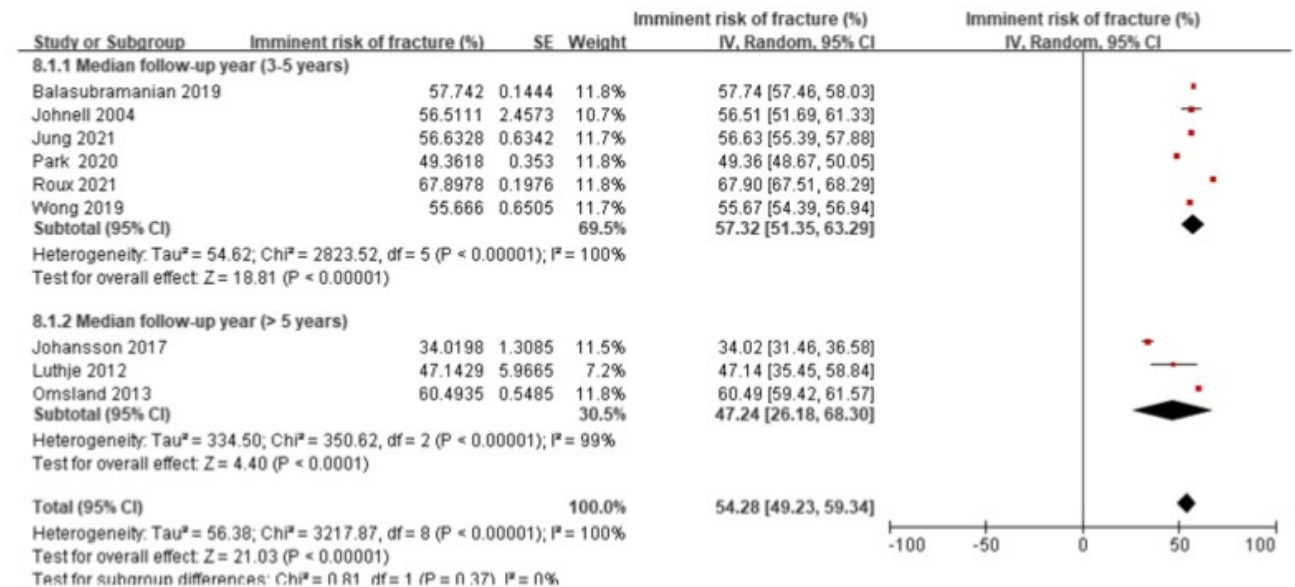 Imminent risk of fracture (%) Imminent risk of fracture (%)
Study or Subgroup Imminent risk of fracture (%) SE Weight IV, Random, 95% CI IV, Random, 95% CI
8.1.1 Median follow-up year (3-5 years)
Balasubramanian 2019 57.742 0.1444 11.8% 57.74 [57.46, 58.03]
Johnell 2004 56.5111 2.4573 10.7% 56.51 [51.69, 61.33]
Jung 2021 56.6328 0.6342 11.7% 56.63 [55.39, 57.88]
Park 2020 49.3618 0.353 11.8% 49.36 [48.67, 50.05]
Roux 2021 67.8978 0.1976 11.8% 67.90 [67.51, 68.29]
Wong 2019 55.666 0.6505 11.7% 55.67 [54.39, 56.94]
Subtotal (95% CI) 69.5% 57.32 [51.35, 63.29]
Heterogeneity: Tau² = 54.62; Chi² = 2823.52, df = 5 (P < 0.00001); I² = 100%
Test for overall effect: Z = 18.81 (P < 0.00001)
8.1.2 Median follow-up year (> 5 years)
Johansson 2017 34.0198 1.3085 11.5% 34.02 [31.46, 36.58]
Luthje 2012 47.1429 5.9665 7.2% 47.14 [35.45, 58.84]
Omsland 2013 60.4935 0.5485 11.8% 60.49 [59.42, 61.57]
Subtotal (95% CI) 30.5% 47.24 [26.18, 68.30]
Heterogeneity: Tau² = 334.50; Chi² = 350.62, df = 2 (P < 0.00001); I² = 99%
Test for overall effect: Z = 4.40 (P < 0.0001)
Total (95% CI) 100.0% 54.28 [49.23, 59.34]
Heterogeneity: Tau² = 56.38; Chi² = 3217.87, df = 8 (P < 0.00001); I² = 100%
-100 -50 0 50 100
Test for overall effect: Z = 21.03 (P < 0.00001)
Test for subgroup differences: Chi² = 0.81, df = 1 (P = 0.37), I² = 0%